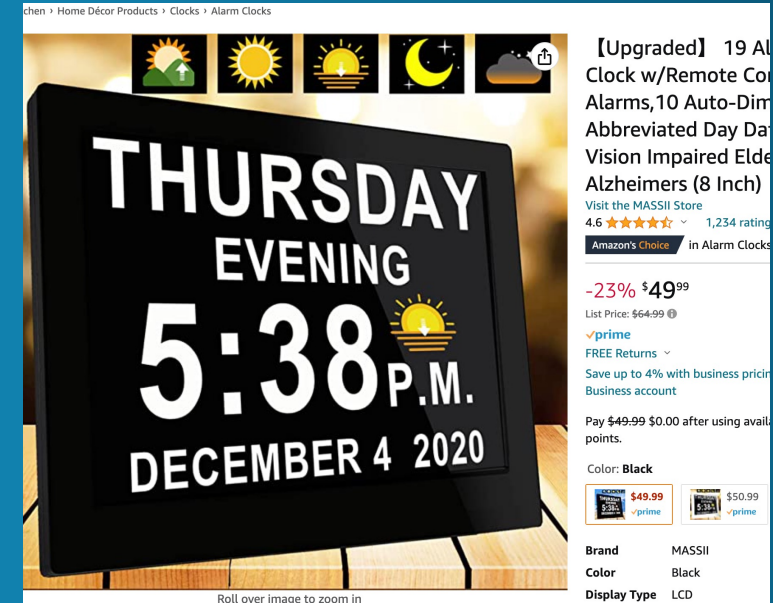 chen › Home Décor Products › Clocks › Alarm Clocks
THURSDAY
EVENING
5:38 P.M.
DECEMBER 4 2020
Roll over image to zoom in
【Upgraded】 19 Al
Clock w/Remote Co
Alarms,10 Auto-Dim
Abbreviated Day Da
Vision Impaired Elde
Alzheimers (8 Inch)
Visit the MASSII Store
4.6 1,234 rating
Amazon's Choice in Alarm Clocks
-23% $49 99
List Price: $64.99
prime
FREE Returns
Save up to 4% with business pricin
Business account
Pay $49.99 $0.00 after using avail
points.
Color: Black
$49.99 $50.99
prime prime
Brand MASSII
Color Black
Display Type LCD